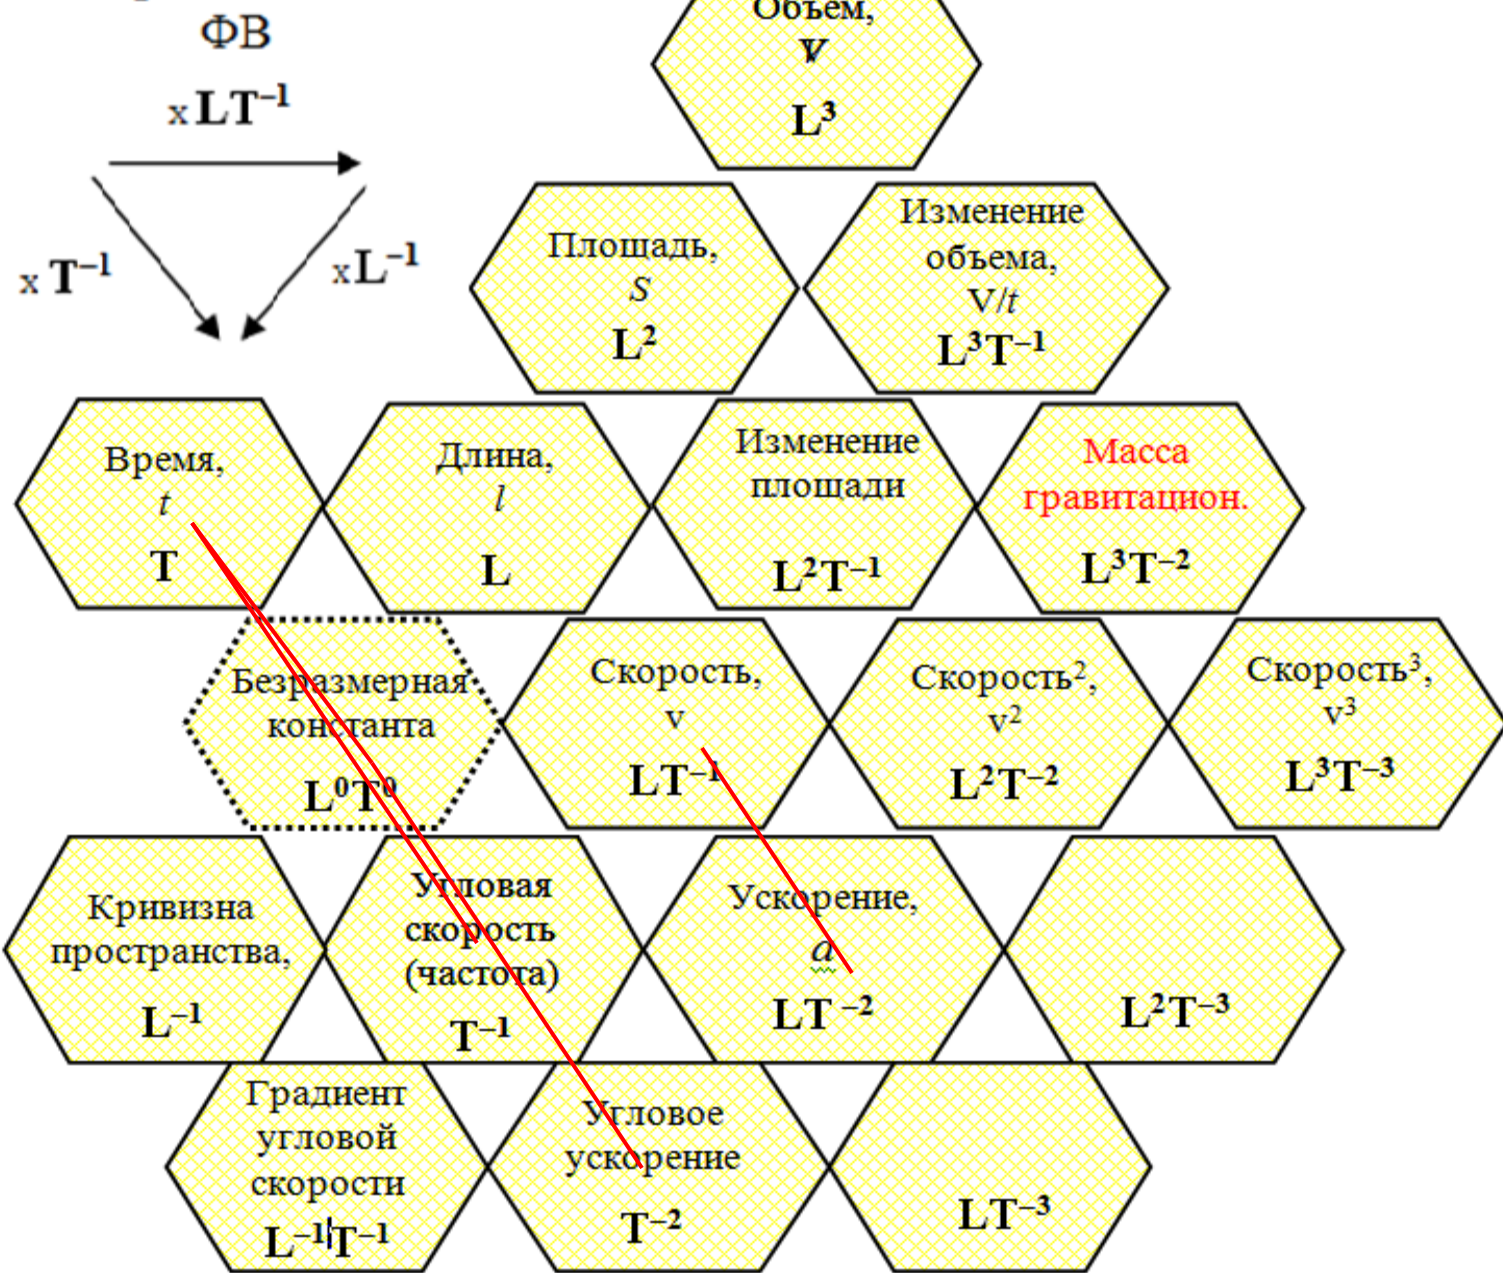 ФВ
x LT⁻¹
x T⁻¹
xL⁻¹
Объем,
V
L³
Площадь,
S
L²
Изменение
объема,
V/t
L³T⁻¹
Время,
t
T
Длина,
l
L
Изменение
площади
L²T⁻¹
Масса
гравитацион.
L³T⁻²
Безразмерная
константа
L⁰T⁰
Скорость,
v
LT⁻¹
Скорость²,
v²
L²T⁻²
Скорость³,
v³
L³T⁻³
Кривизна
пространства,
L⁻¹
Угловая
скорость
(частота)
T⁻¹
Ускорение,
a
LT ⁻²
L²T⁻³
Градиент
угловой
скорости
L⁻¹T⁻¹
Угловое
ускорение
T⁻²
LT⁻³